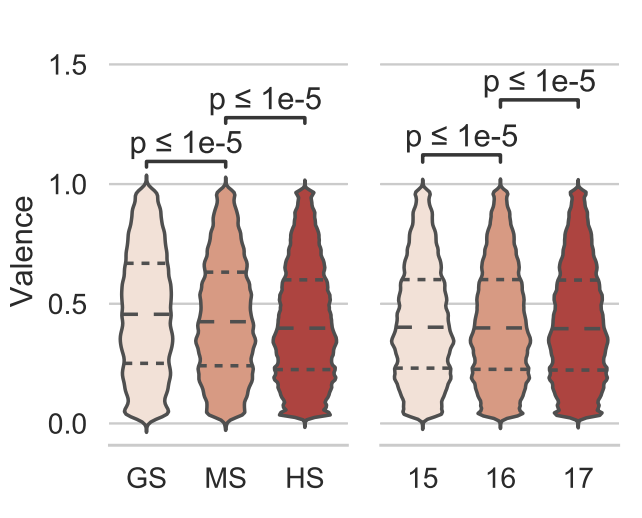 1.5
p ≤ 1e-5
p ≤ 1e-5
p ≤ 1e-5
p ≤ 1e-5
1.0
Valence
0.5
0.0
GS MS HS 15 16 17